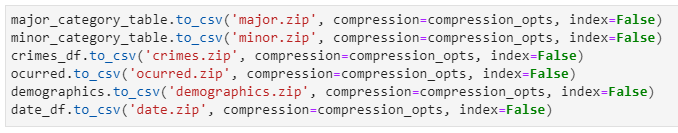 major_category_table.to_csv('major.zip', compression=compression_opts, index=False)
minor_category_table.to_csv('minor.zip', compression=compression_opts, index=False)
crimes_df.to_csv('crimes.zip', compression=compression_opts, index=False)
ocurred.to_csv('ocurred.zip', compression=compression_opts, index=False)
demographics.to_csv('demographics.zip', compression=compression_opts, index=False)
date_df.to_csv('date.zip', compression=compression_opts, index=False)